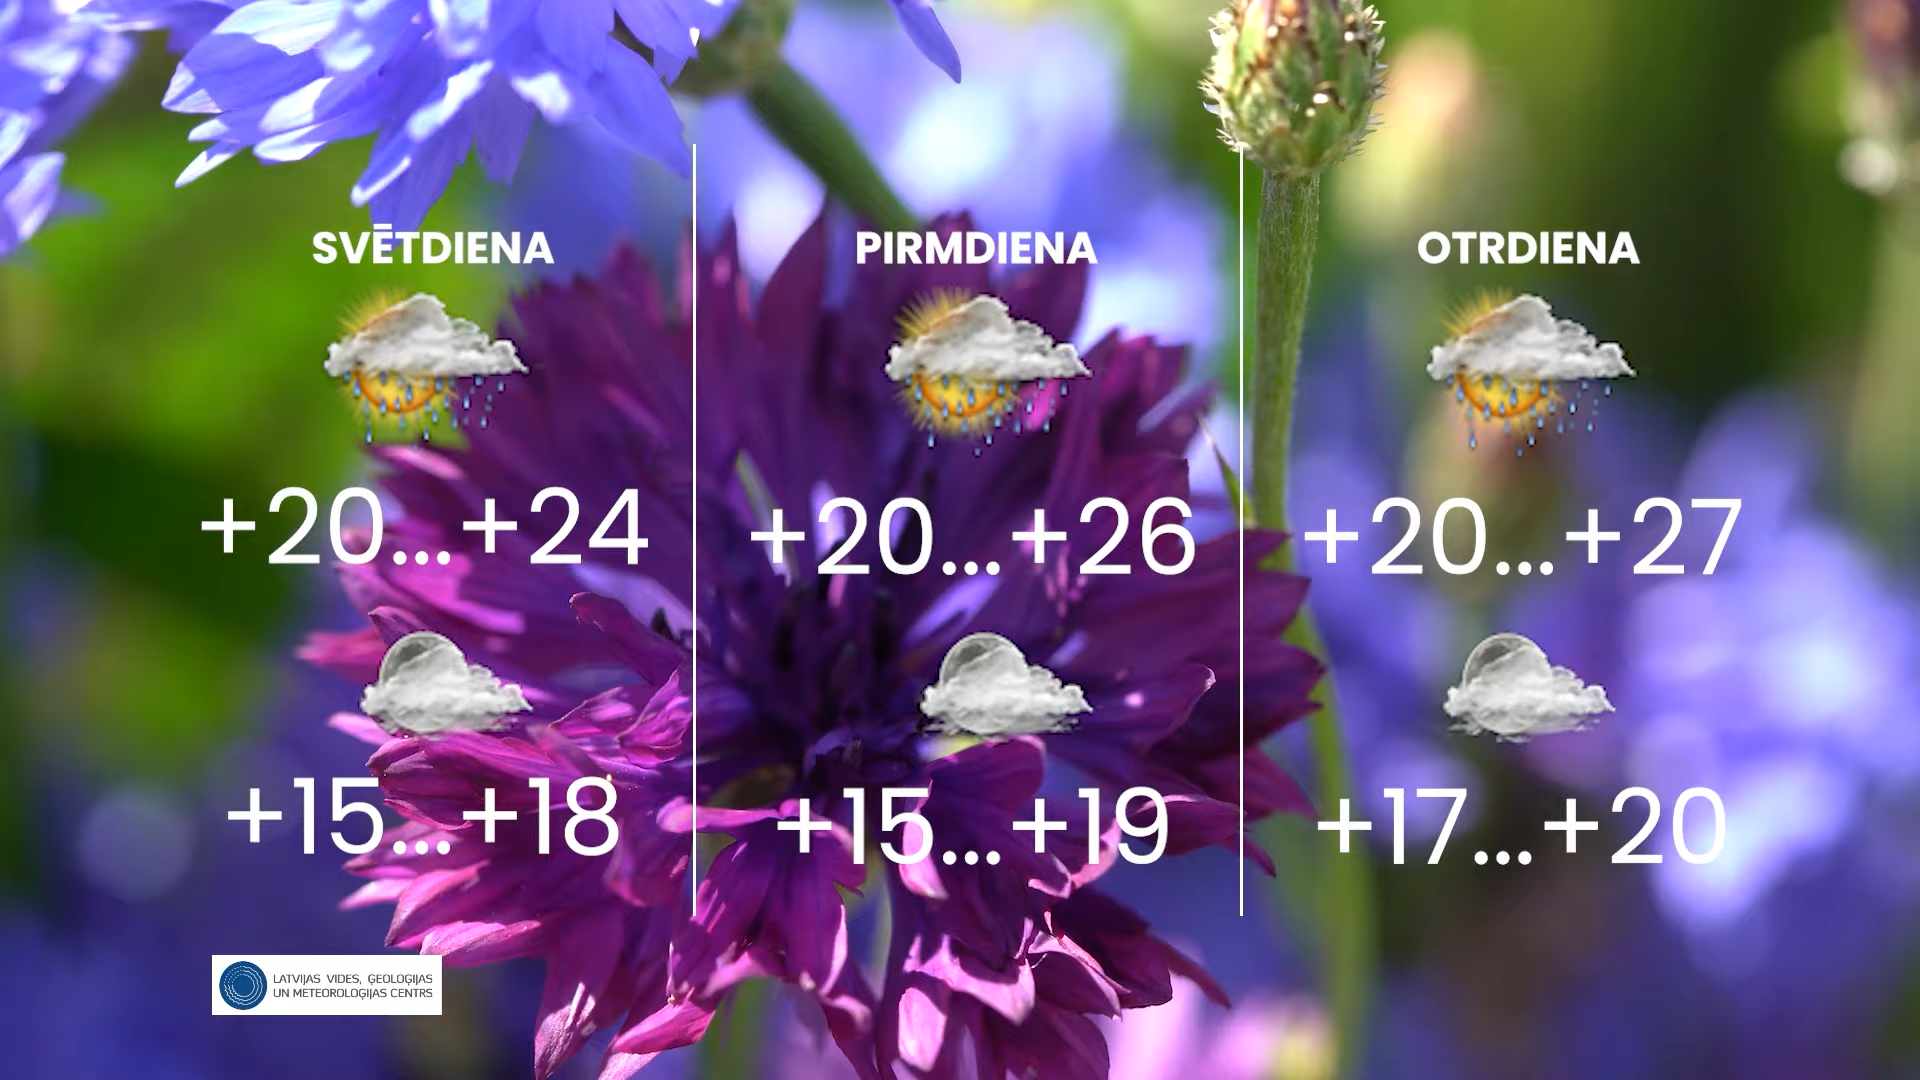 SVĒTDIENA
+20...+24
+15...+18
PIRMDIENA
+20...+26
+15...+19
OTRDIENA
+20...+27
+17...+20
LATVIJAS VIDES, ĢEOLOĢIJAS
UN METEOROLOĢIJAS CENTRS